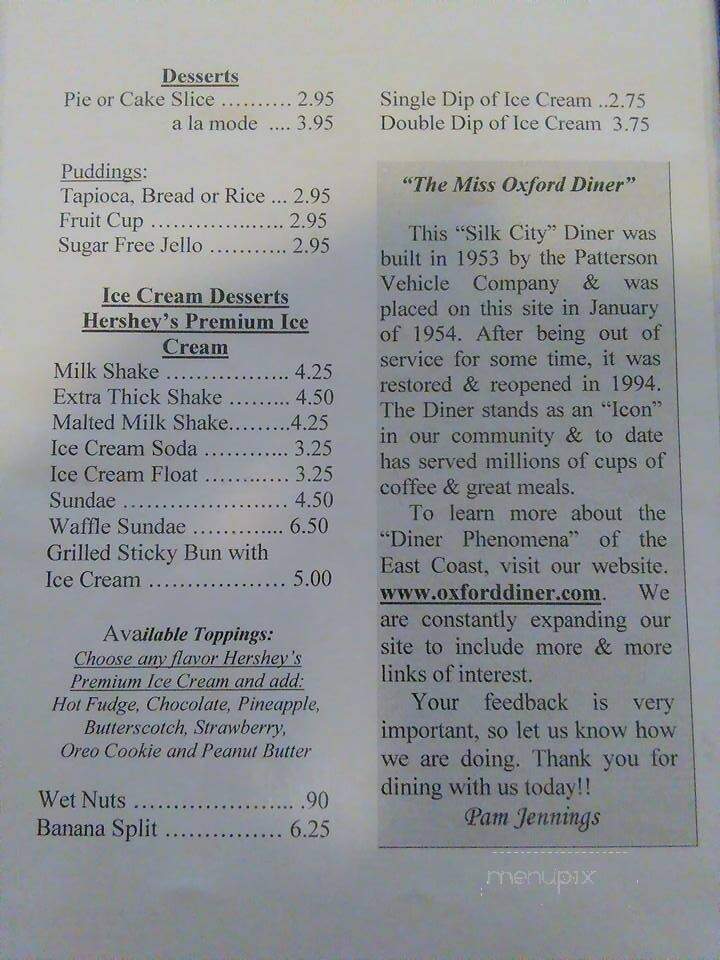 Desserts
Pie or Cake Slice .......... 2.95
a la mode .... 3.95
Puddings:
Tapioca, Bread or Rice ... 2.95
Fruit Cup ..................... 2.95
Sugar Free Jello ........... 2.95
Ice Cream Desserts
Hershey's Premium Ice
Cream
Milk Shake ................. 4.25
Extra Thick Shake ......... 4.50
Malted Milk Shake.........4.25
Ice Cream Soda ............ 3.25
Ice Cream Float ............ 3.25
Sundae ....................... 4.50
Waffle Sundae ............. 6.50
Grilled Sticky Bun with
Ice Cream ................... 5.00
Available Toppings:
Choose any flavor Hershey's
Premium Ice Cream and add:
Hot Fudge, Chocolate, Pineapple,
Butterscotch, Strawberry,
Oreo Cookie and Peanut Butter
Wet Nuts ...................... .90
Banana Split ................ 6.25
Single Dip of Ice Cream ..2.75
Double Dip of Ice Cream 3.75
"The Miss Oxford Diner"
This "Silk City" Diner was
built in 1953 by the Patterson
Vehicle Company & was
placed on this site in January
of 1954. After being out of
service for some time, it was
restored & reopened in 1994.
The Diner stands as an "Icon"
in our community & to date
has served millions of cups of
coffee & great meals.
To learn more about the
"Diner Phenomena" of the
East Coast, visit our website.
www.oxforddiner.com. We
are constantly expanding our
site to include more & more
links of interest.
Your feedback is very
important, so let us know how
we are doing. Thank you for
dining with us today!!
Pam Jennings
menupix